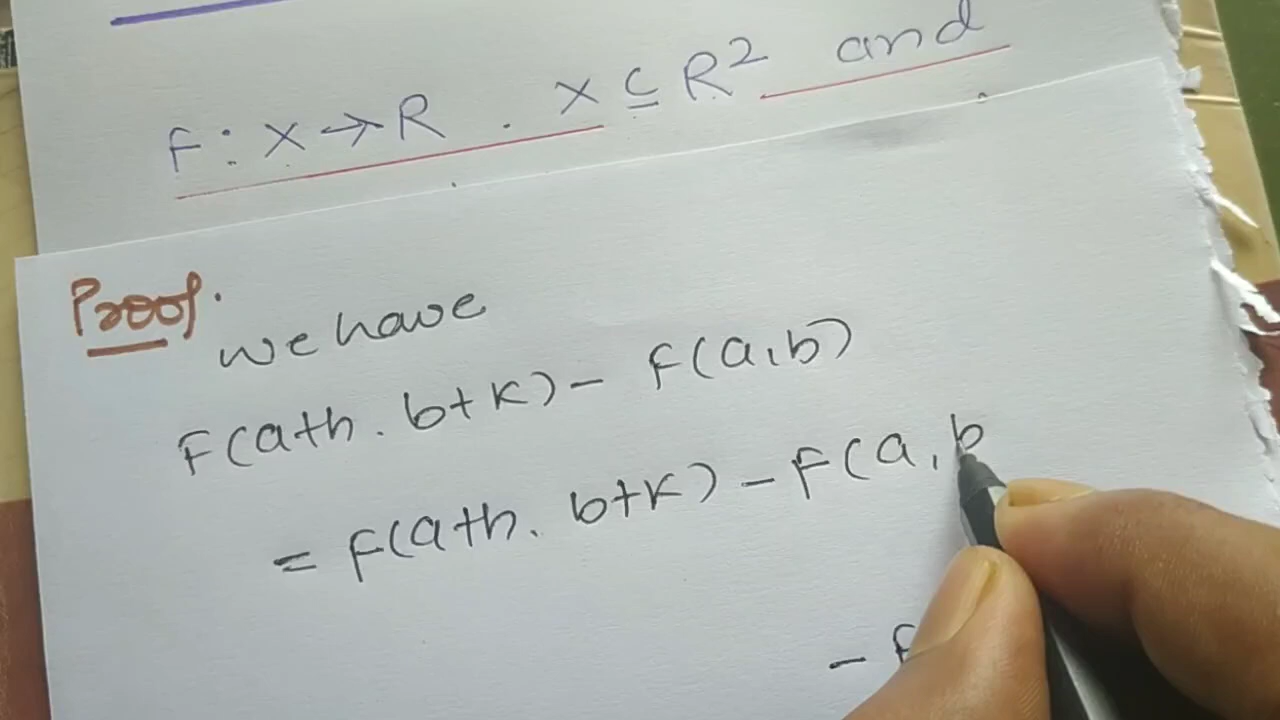 F: X → R . X ⊆ R² and
Proof.
we have
F(a+h. b+k) - F(a,b)
= F(a+h. b+k) - F(a,b
- F